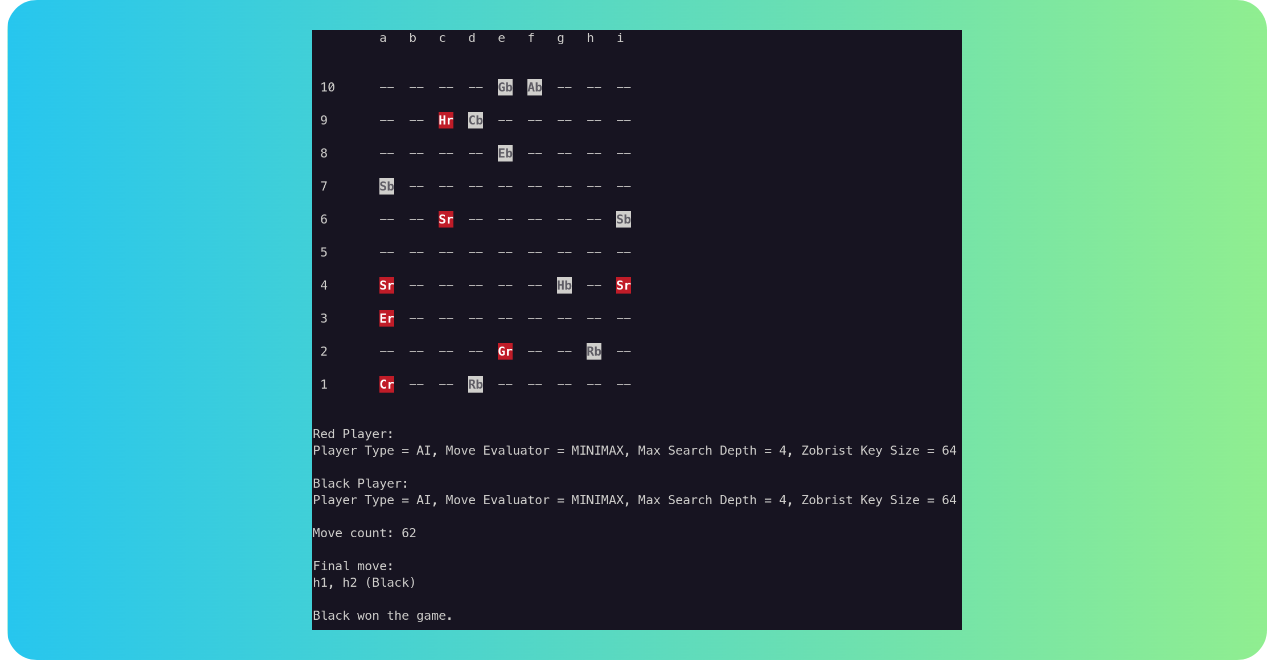 a b c d e f g h i
10 —— —— —— —— Gb Ab —— —— ——
9 —— —— Hr Cb —— —— —— —— ——
8 —— —— —— —— Eb —— —— —— ——
7 Sb —— —— —— —— —— —— —— ——
6 —— —— Sr —— —— —— —— —— Sb
5 —— —— —— —— —— —— —— —— ——
4 Sr —— —— —— —— —— Hb —— Sr
3 Er —— —— —— —— —— —— —— ——
2 —— —— —— —— Gr —— —— Rb ——
1 Cr —— —— Rb —— —— —— —— ——
Red Player:
Player Type = AI, Move Evaluator = MINIMAX, Max Search Depth = 4, Zobrist Key Size = 64
Black Player:
Player Type = AI, Move Evaluator = MINIMAX, Max Search Depth = 4, Zobrist Key Size = 64
Move count: 62
Final move:
h1, h2 (Black)
Black won the game.